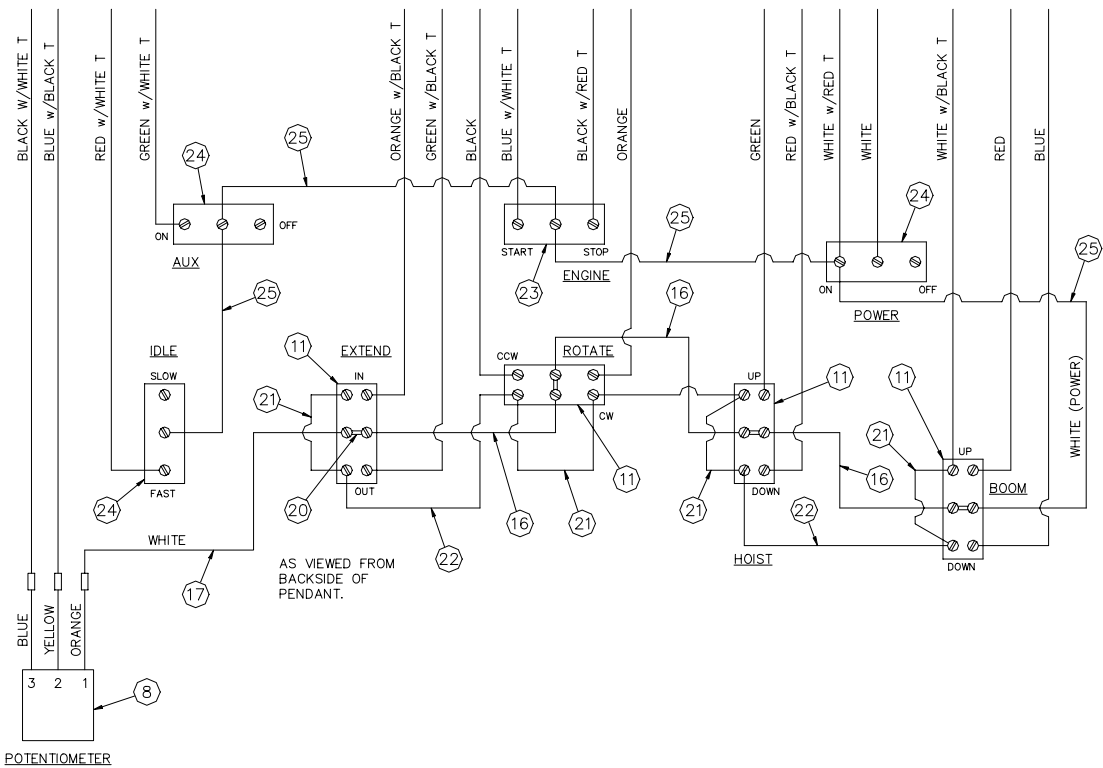 BLACK w/WHITE T
BLUE w/BLACK T
RED w/WHITE T
GREEN w/WHITE T
ORANGE w/BLACK T
GREEN w/BLACK T
BLACK
BLUE w/WHITE T
BLACK w/RED T
ORANGE
GREEN
RED w/BLACK T
WHITE w/RED T
WHITE
WHITE w/BLACK T
RED
BLUE
24
25
ON
OFF
AUX
START
STOP
23
ENGINE
25
24
25
ON
OFF
POWER
25
16
IDLE
SLOW
FAST
24
11
EXTEND
IN
OUT
21
20
CCW
ROTATE
CW
11
16
21
22
UP
11
DOWN
21
HOIST
16
22
11
21
UP
BOOM
DOWN
WHITE (POWER)
WHITE
17
AS VIEWED FROM
BACKSIDE OF
PENDANT.
BLUE
YELLOW
ORANGE
3 2 1
8
POTENTIOMETER